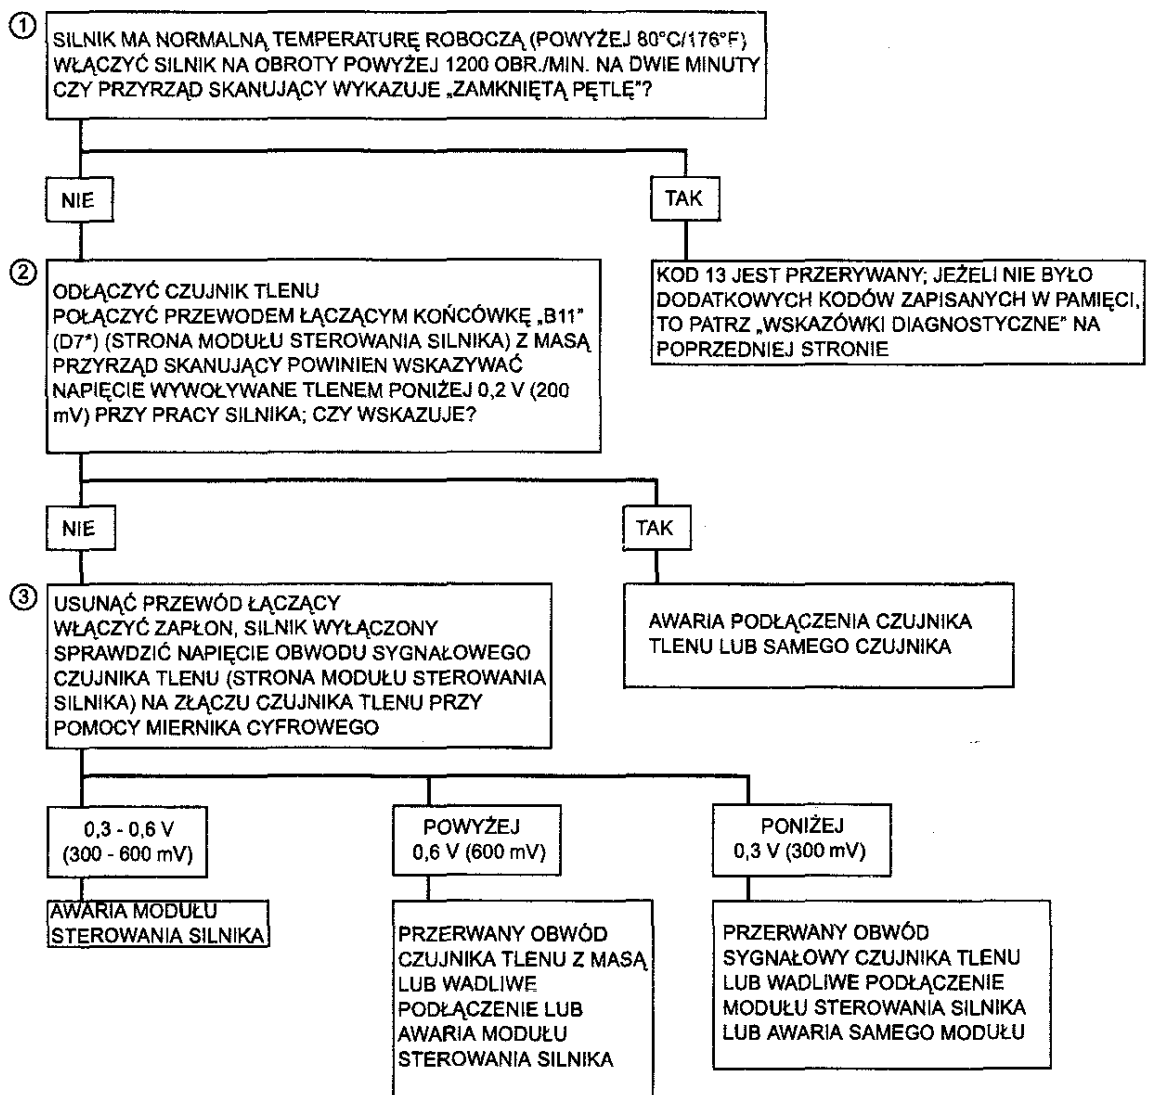 1
SILNIK MA NORMALNĄ TEMPERATURĘ ROBOCZĄ (POWYŻEJ 80°C/176°F)
WŁĄCZYĆ SILNIK NA OBROTY POWYŻEJ 1200 OBR./MIN. NA DWIE MINUTY
CZY PRZYRZĄD SKANUJĄCY WYKAZUJE „ZAMKNIĘTĄ PĘTLĘ"?
NIE
TAK
KOD 13 JEST PRZERYWANY; JEŻELI NIE BYŁO
DODATKOWYCH KODÓW ZAPISANYCH W PAMIĘCI,
TO PATRZ „WSKAZÓWKI DIAGNOSTYCZNE" NA
POPRZEDNIEJ STRONIE
2
ODŁĄCZYĆ CZUJNIK TLENU
POŁĄCZYĆ PRZEWODEM ŁĄCZĄCYM KOŃCÓWKĘ „B11"
(D7*) (STRONA MODUŁU STEROWANIA SILNIKA) Z MASĄ
PRZYRZĄD SKANUJĄCY POWINIEN WSKAZYWAĆ
NAPIĘCIE WYWOŁYWANE TLENEM PONIŻEJ 0,2 V (200
mV) PRZY PRACY SILNIKA; CZY WSKAZUJE?
NIE
TAK
AWARIA PODŁĄCZENIA CZUJNIKA
TLENU LUB SAMEGO CZUJNIKA
3
USUNĄĆ PRZEWÓD ŁĄCZĄCY
WŁĄCZYĆ ZAPŁON, SILNIK WYŁĄCZONY
SPRAWDZIĆ NAPIĘCIE OBWODU SYGNAŁOWEGO
CZUJNIKA TLENU (STRONA MODUŁU STEROWANIA
SILNIKA) NA ZŁĄCZU CZUJNIKA TLENU PRZY
POMOCY MIERNIKA CYFROWEGO
0,3 - 0,6 V
(300 - 600 mV)
AWARIA MODUŁU
STEROWANIA SILNIKA
POWYŻEJ
0,6 V (600 mV)
PRZERWANY OBWÓD
CZUJNIKA TLENU Z MASĄ
LUB WADLIWE
PODŁĄCZENIE LUB
AWARIA MODUŁU
STEROWANIA SILNIKA
PONIŻEJ
0,3 V (300 mV)
PRZERWANY OBWÓD
SYGNAŁOWY CZUJNIKA TLENU
LUB WADLIWE PODŁĄCZENIE
MODUŁU STEROWANIA SILNIKA
LUB AWARIA SAMEGO MODUŁU